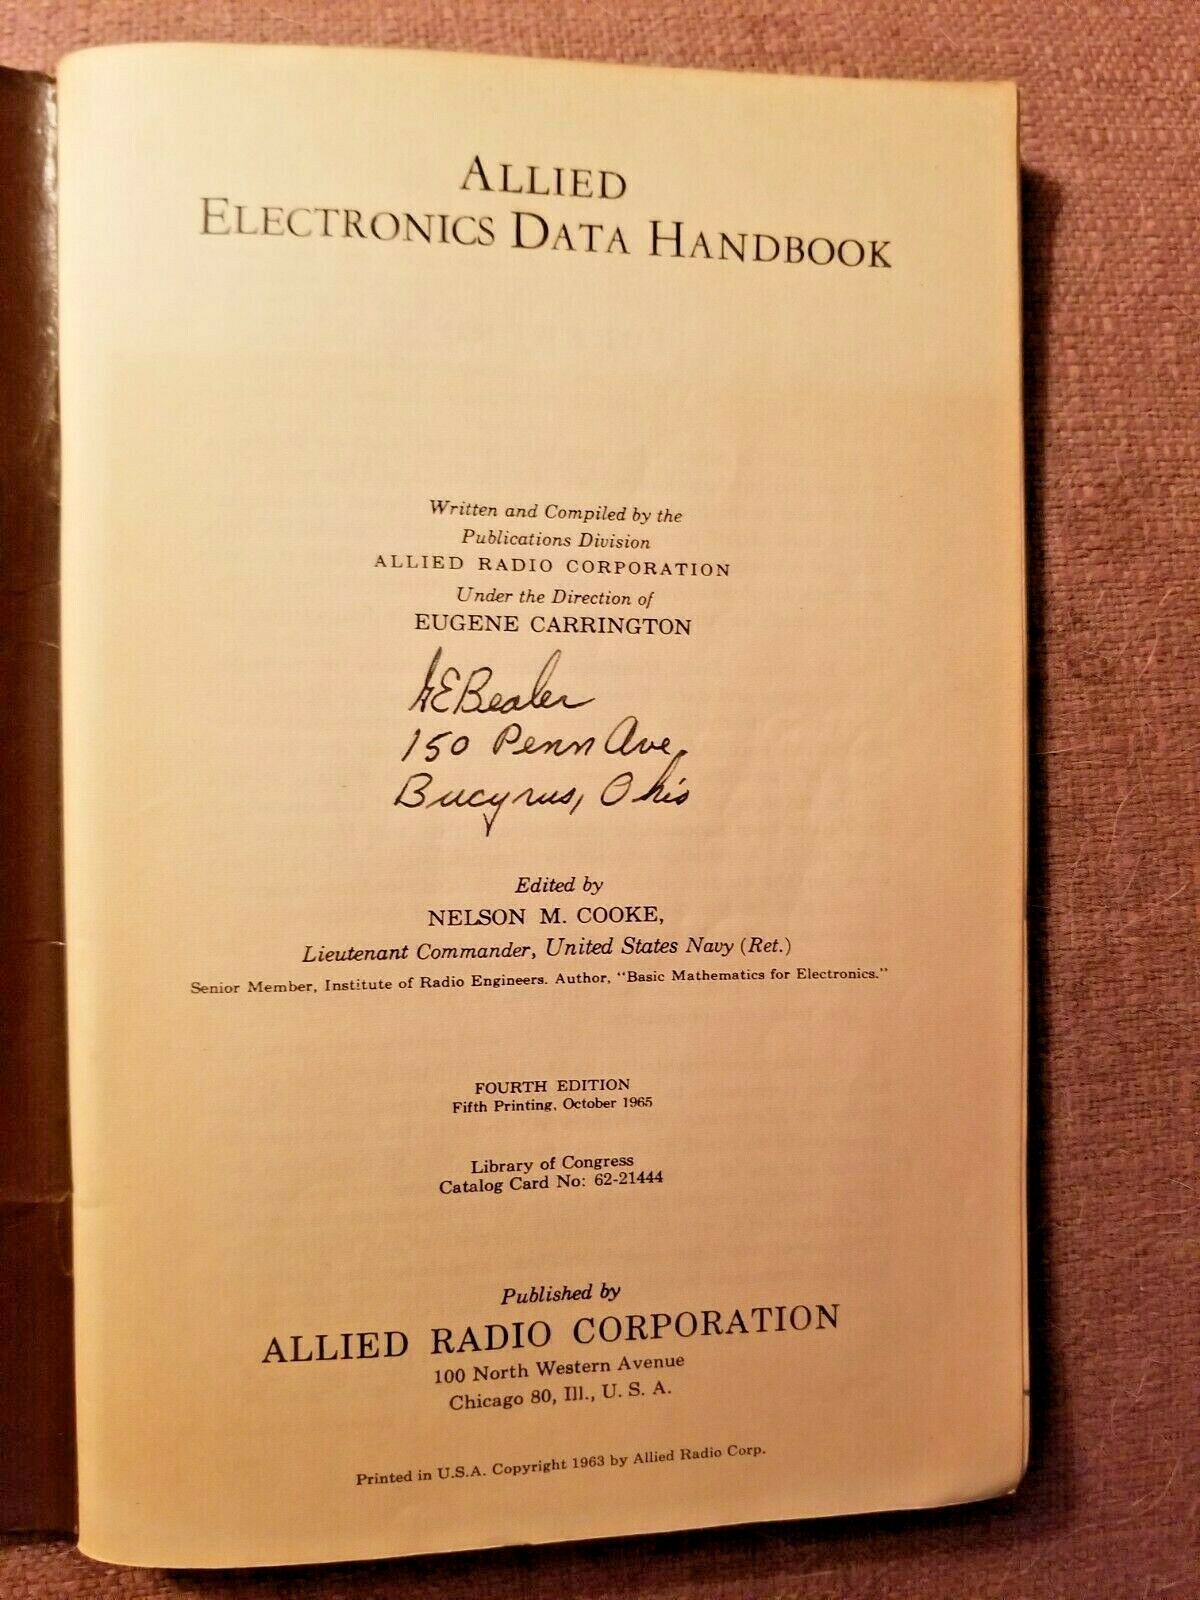 ALLIED
ELECTRONICS DATA HANDBOOK
Written and Compiled by the
Publications Division
ALLIED RADIO CORPORATION
Under the Direction of
EUGENE CARRINGTON
Bealer
150 Penn Ave.
Bucyrus, Ohio
Edited by
NELSON M. COOKE,
Lieutenant Commander, United States Navy (Ret.)
Senior Member, Institute of Radio Engineers. Author, "Basic Mathematics for Electronics."
FOURTH EDITION
Fifth Printing, October 1965
Library of Congress
Catalog Card No: 62-21444
Published by
ALLIED RADIO CORPORATION
100 North Western Avenue
Chicago 80, Ill., U. S. A.
Printed in U.S.A. Copyright 1963 by Allied Radio Corp.